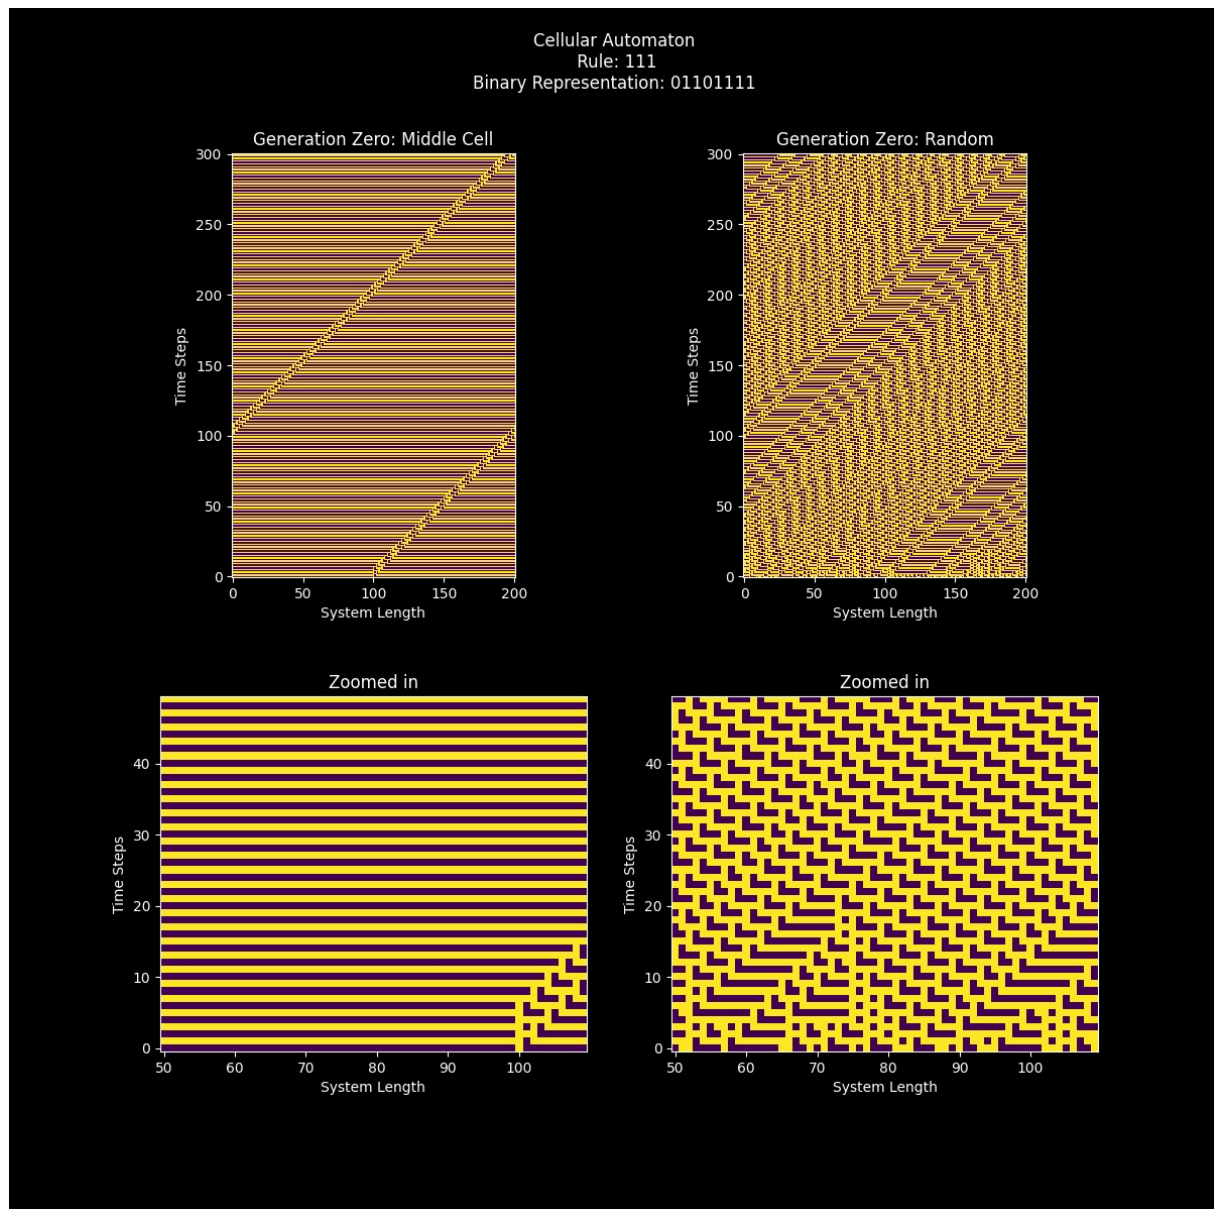 Cellular Automaton
Rule: 111
Binary Representation: 01101111
Generation Zero: Middle Cell
300
250
200
150
100
50
0
Time Steps
0 50 100 150 200
System Length
Generation Zero: Random
300
250
200
150
100
50
0
Time Steps
0 50 100 150 200
System Length
Zoomed in
40
30
20
10
0
Time Steps
50 60 70 80 90 100
System Length
Zoomed in
40
30
20
10
0
Time Steps
50 60 70 80 90 100
System Length